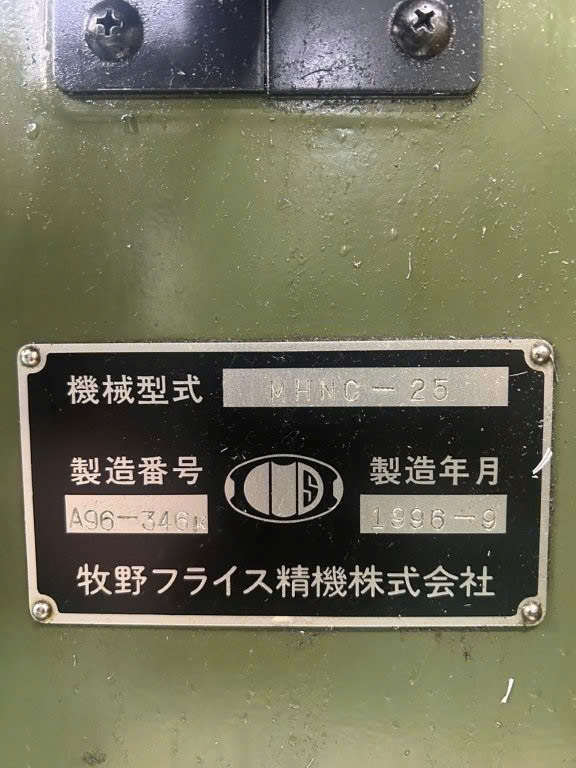 機械型式 MHNC-25
製造番号 製造年月
A96-346K 1996-9
牧野フライス精機株式会社